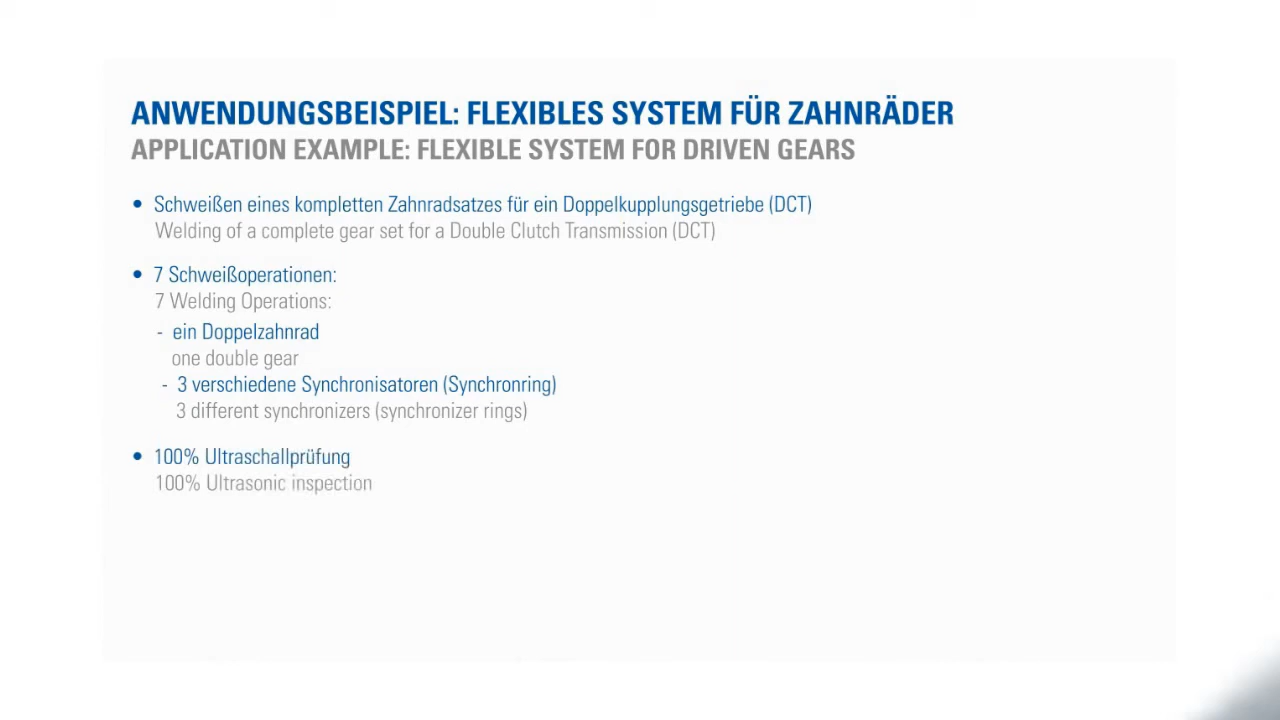 ANWENDUNGSBEISPIEL: FLEXIBLES SYSTEM FÜR ZAHNRÄDER
APPLICATION EXAMPLE: FLEXIBLE SYSTEM FOR DRIVEN GEARS
• Schweißen eines kompletten Zahnradsatzes für ein Doppelkupplungsgetriebe (DCT)
Welding of a complete gear set for a Double Clutch Transmission (DCT)
• 7 Schweißoperationen:
7 Welding Operations:
- ein Doppelzahnrad
one double gear
- 3 verschiedene Synchronisatoren (Synchronring)
3 different synchronizers (synchronizer rings)
• 100% Ultraschallprüfung
100% Ultrasonic inspection